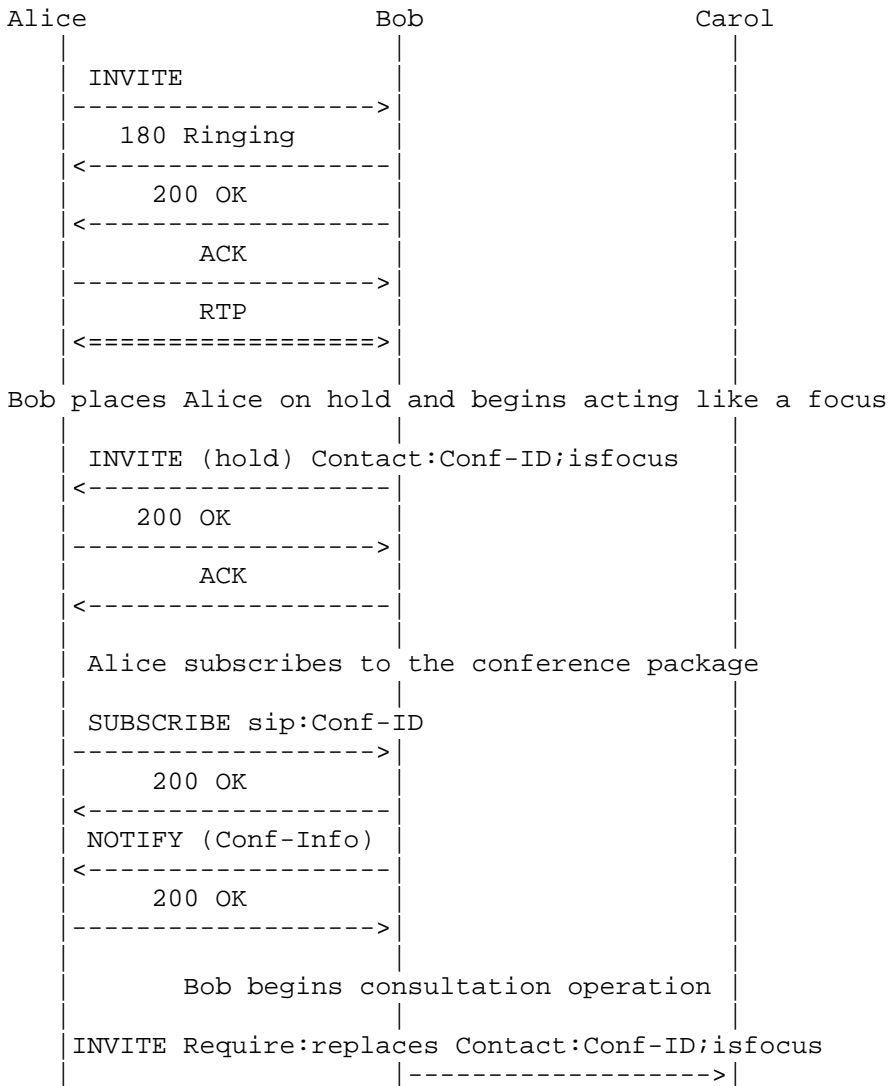 Alice Bob Carol
INVITE
180 Ringing
200 OK
ACK
RTP
Bob places Alice on hold and begins acting like a focus
INVITE (hold) Contact:Conf-ID;isfocus
200 OK
ACK
Alice subscribes to the conference package
SUBSCRIBE sip:Conf-ID
200 OK
NOTIFY (Conf-Info)
200 OK
Bob begins consultation operation
INVITE Require:replaces Contact:Conf-ID;isfocus